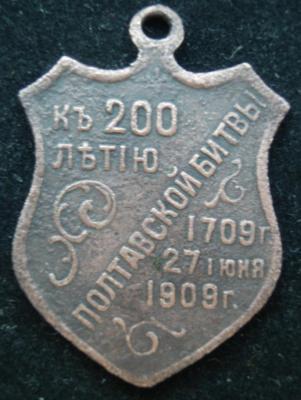 КЪ 200
ЛѢТІЮ
ПОЛТАВСКОЙ БИТВЫ
1709 г
27 ІЮНЯ
1909 г.